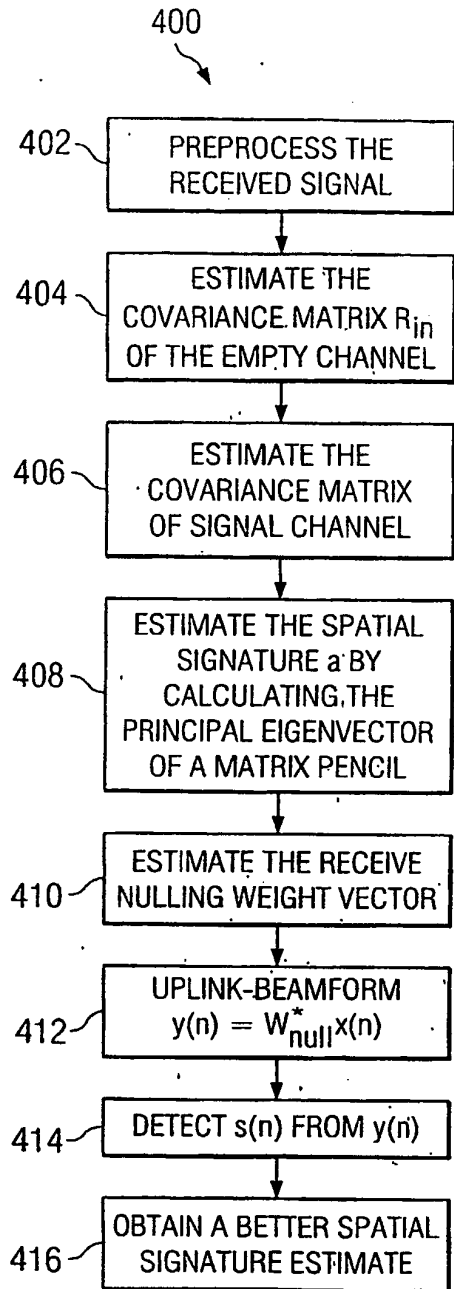 400
402
PREPROCESS THE
RECEIVED SIGNAL
404
ESTIMATE THE
COVARIANCE MATRIX R_in
OF THE EMPTY CHANNEL
406
ESTIMATE THE
COVARIANCE MATRIX
OF SIGNAL CHANNEL
408
ESTIMATE THE SPATIAL
SIGNATURE a BY
CALCULATING THE
PRINCIPAL EIGENVECTOR
OF A MATRIX PENCIL
410
ESTIMATE THE RECEIVE
NULLING WEIGHT VECTOR
412
UPLINK-BEAMFORM
y(n) = W*_null x(n)
414
DETECT s(n) FROM y(n)
416
OBTAIN A BETTER SPATIAL
SIGNATURE ESTIMATE